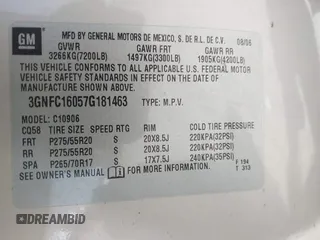 GM
MFD BY GENERAL MOTORS DE MEXICO, S. DE R.L. DE C.V. 08/06
GVWR GAWR FRT GAWR RR
3266KG(7200LB) 1497KG(3300LB) 1905KG(4200LB)
THIS VEHICLE CONFORMS TO ALL APPLICABLE U.S. FEDERAL MOTOR
VEHICLE SAFETY STANDARDS IN EFFECT ON THE DATE OF
MANUFACTURE SHOWN ABOVE.
3GNFC16057G181463 TYPE: M.P.V.
MODEL: C10906
CQ58 TIRE SIZE SPEED RTG RIM COLD TIRE PRESSURE
FRT P275/55R20 S 20X8.5J 220KPA(32PSI)
RR P275/55R20 S 20X8.5J 220KPA(32PSI)
SPA P265/70R17 S 17X7.5J 240KPA(35PSI)
SEE OWNER'S MANUAL FOR ADDITIONAL INFORMATION.
F 194
T 313
DREAMBID